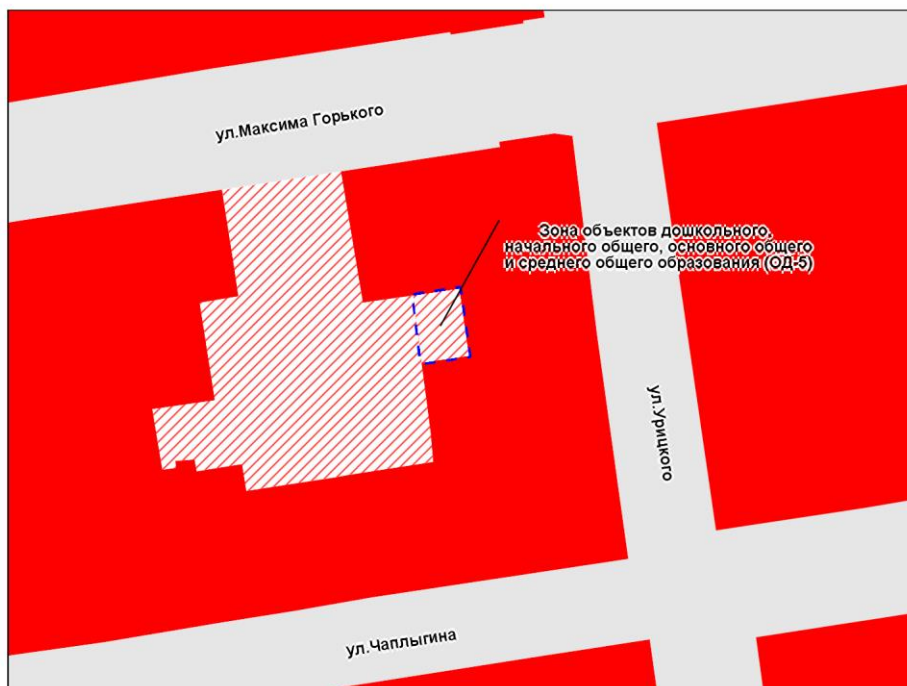 ул.Максима Горького
Зона объектов дошкольного,
начального общего, основного общего
и среднего общего образования (ОД-5)
ул.Урицкого
ул.Чаплыгина